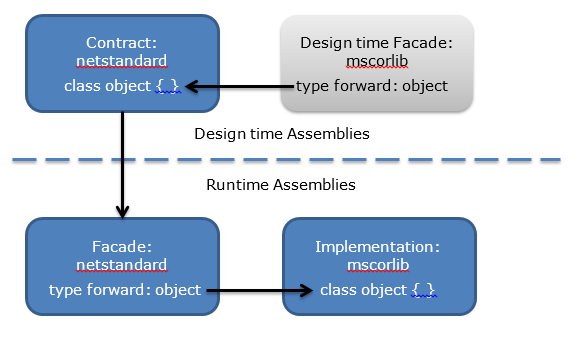 Contract:
netstandard
class object { }
Design time Facade:
mscorlib
type forward: object
Design time Assemblies
Runtime Assemblies
Facade:
netstandard
type forward: object
Implementation:
mscorlib
class object { }